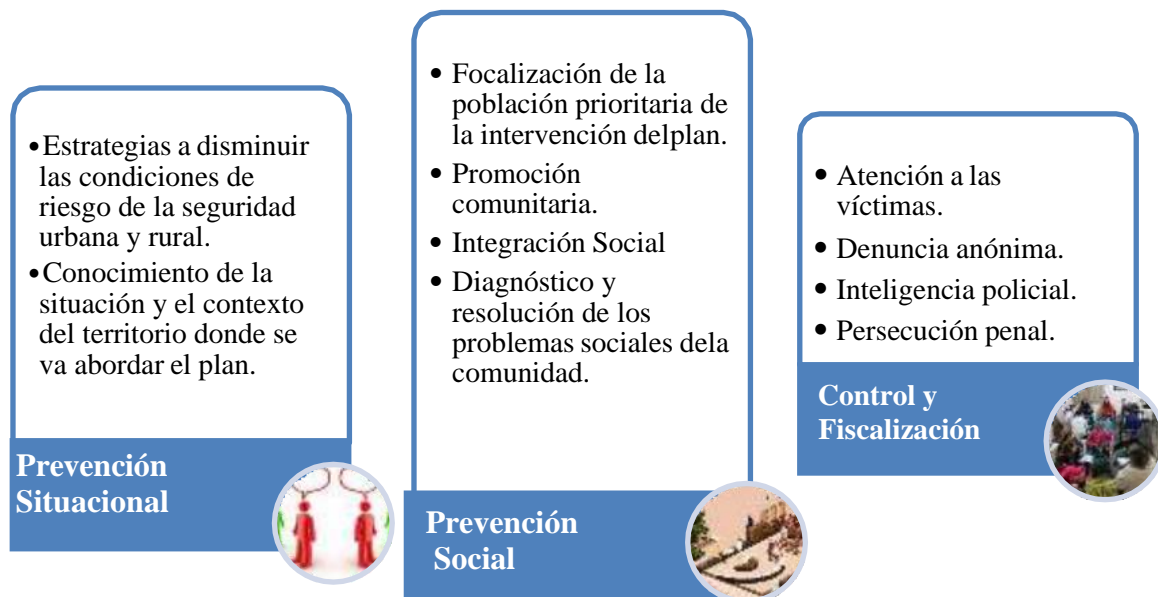 • Estrategias a disminuir
las condiciones de
riesgo de la seguridad
urbana y rural.
• Conocimiento de la
situación y el contexto
del territorio donde se
va abordar el plan.
Prevención
Situacional
• Focalización de la
población prioritaria de
la intervención delplan.
• Promoción
comunitaria.
• Integración Social
• Diagnóstico y
resolución de los
problemas sociales dela
comunidad.
Prevención
Social
• Atención a las
víctimas.
• Denuncia anónima.
• Inteligencia policial.
• Persecución penal.
Control y
Fiscalización